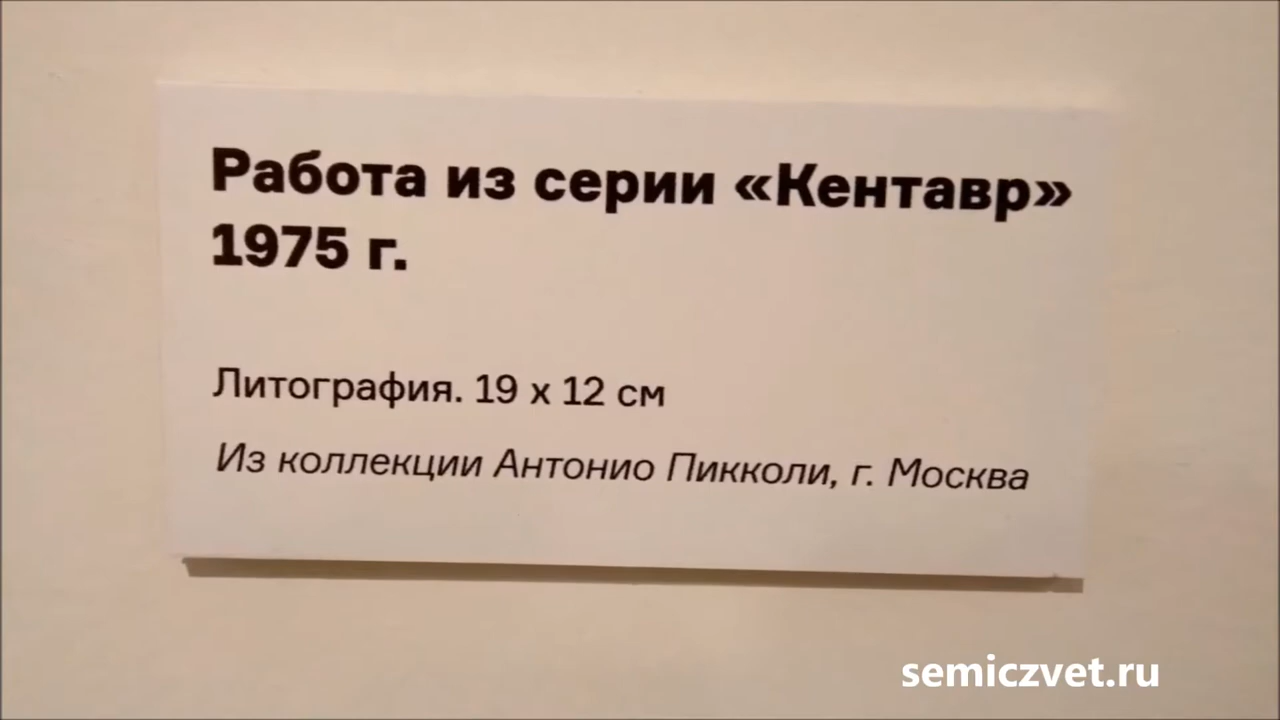 Работа из серии «Кентавр»
1975 г.
Литография. 19 х 12 см
Из коллекции Антонио Пикколи, г. Москва
semiczvet.ru